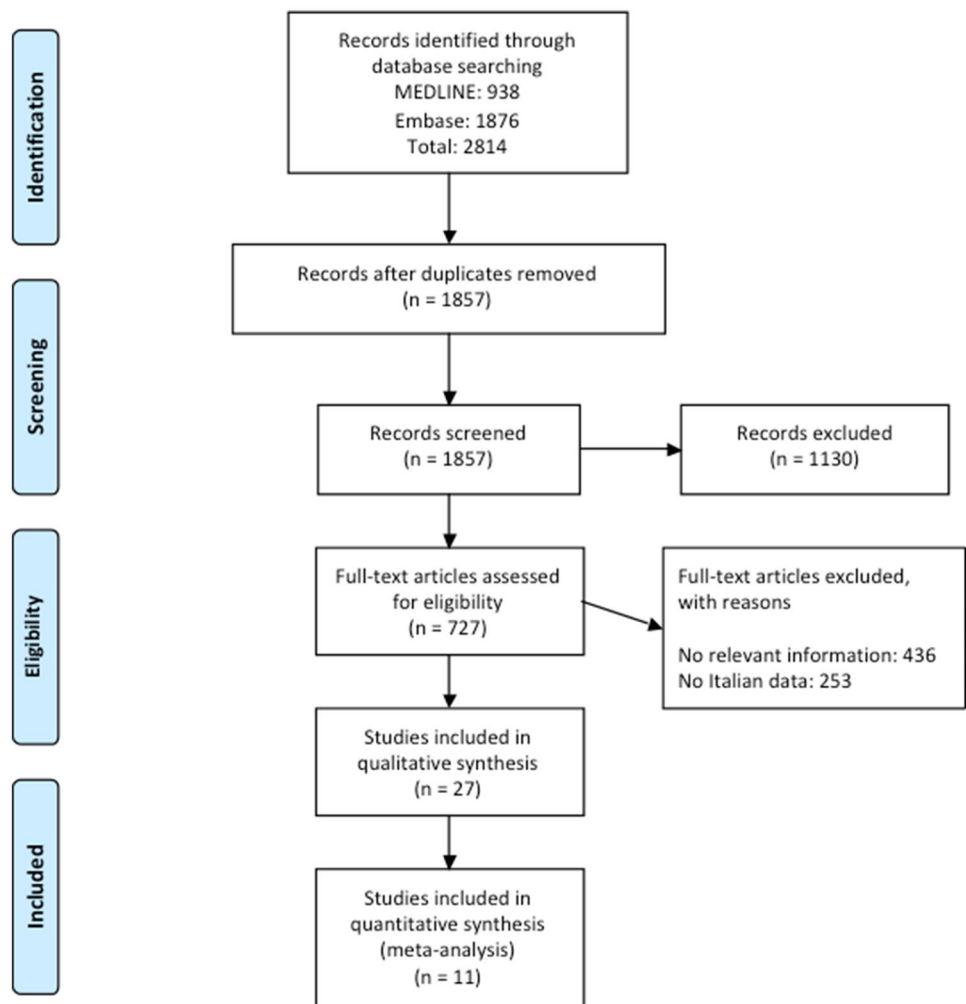 Identification
Records identified through
database searching
MEDLINE: 938
Embase: 1876
Total: 2814
Records after duplicates removed
(n = 1857)
Screening
Records screened
(n = 1857)
Records excluded
(n = 1130)
Eligibility
Full-text articles assessed
for eligibility
(n = 727)
Full-text articles excluded,
with reasons
No relevant information: 436
No Italian data: 253
Studies included in
qualitative synthesis
(n = 27)
Included
Studies included in
quantitative synthesis
(meta-analysis)
(n = 11)